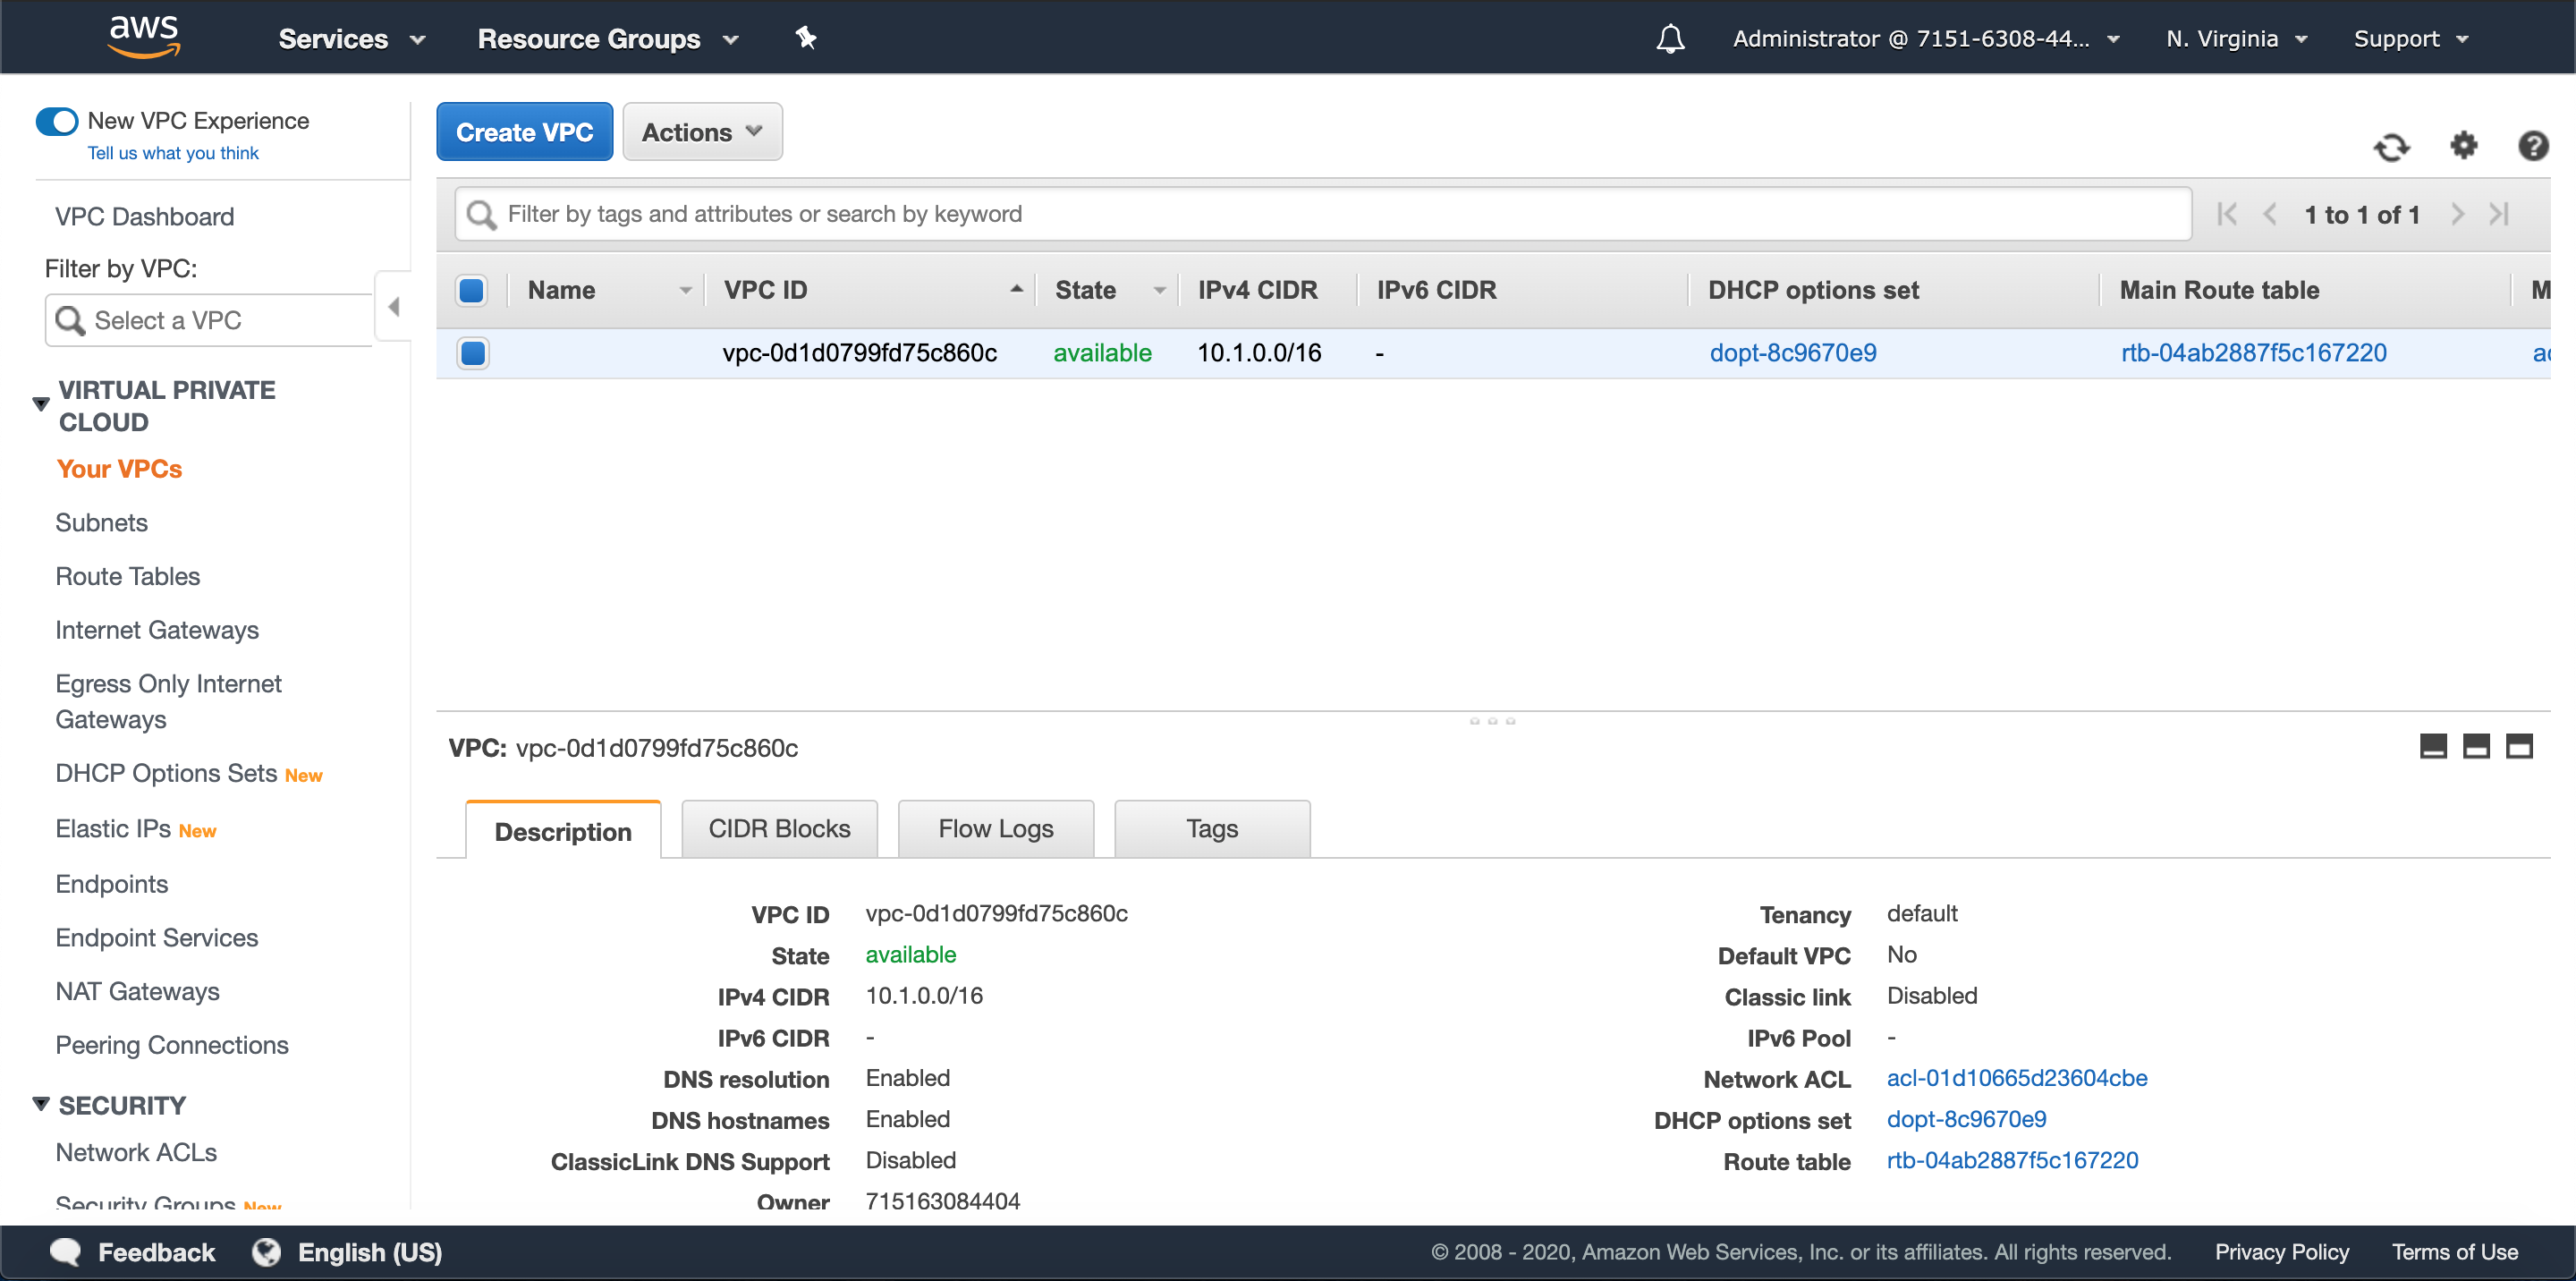 aws
Services
Resource Groups
Administrator @ 7151-6308-44...
N. Virginia
Support
New VPC Experience
Tell us what you think
VPC Dashboard
Filter by VPC:
Select a VPC
VIRTUAL PRIVATE
CLOUD
Your VPCs
Subnets
Route Tables
Internet Gateways
Egress Only Internet
Gateways
DHCP Options Sets New
Elastic IPs New
Endpoints
Endpoint Services
NAT Gateways
Peering Connections
SECURITY
Network ACLs
Security Groups New
Create VPC
Actions
Filter by tags and attributes or search by keyword
1 to 1 of 1
Name
VPC ID
State
IPv4 CIDR
IPv6 CIDR
DHCP options set
Main Route table
M
vpc-0d1d0799fd75c860c
available
10.1.0.0/16
-
dopt-8c9670e9
rtb-04ab2887f5c167220
ac
VPC: vpc-0d1d0799fd75c860c
Description
CIDR Blocks
Flow Logs
Tags
VPC ID vpc-0d1d0799fd75c860c
State available
IPv4 CIDR 10.1.0.0/16
IPv6 CIDR -
DNS resolution Enabled
DNS hostnames Enabled
ClassicLink DNS Support Disabled
Owner 715163084404
Tenancy default
Default VPC No
Classic link Disabled
IPv6 Pool -
Network ACL acl-01d10665d23604cbe
DHCP options set dopt-8c9670e9
Route table rtb-04ab2887f5c167220
Feedback
English (US)
© 2008 - 2020, Amazon Web Services, Inc. or its affiliates. All rights reserved.
Privacy Policy
Terms of Use